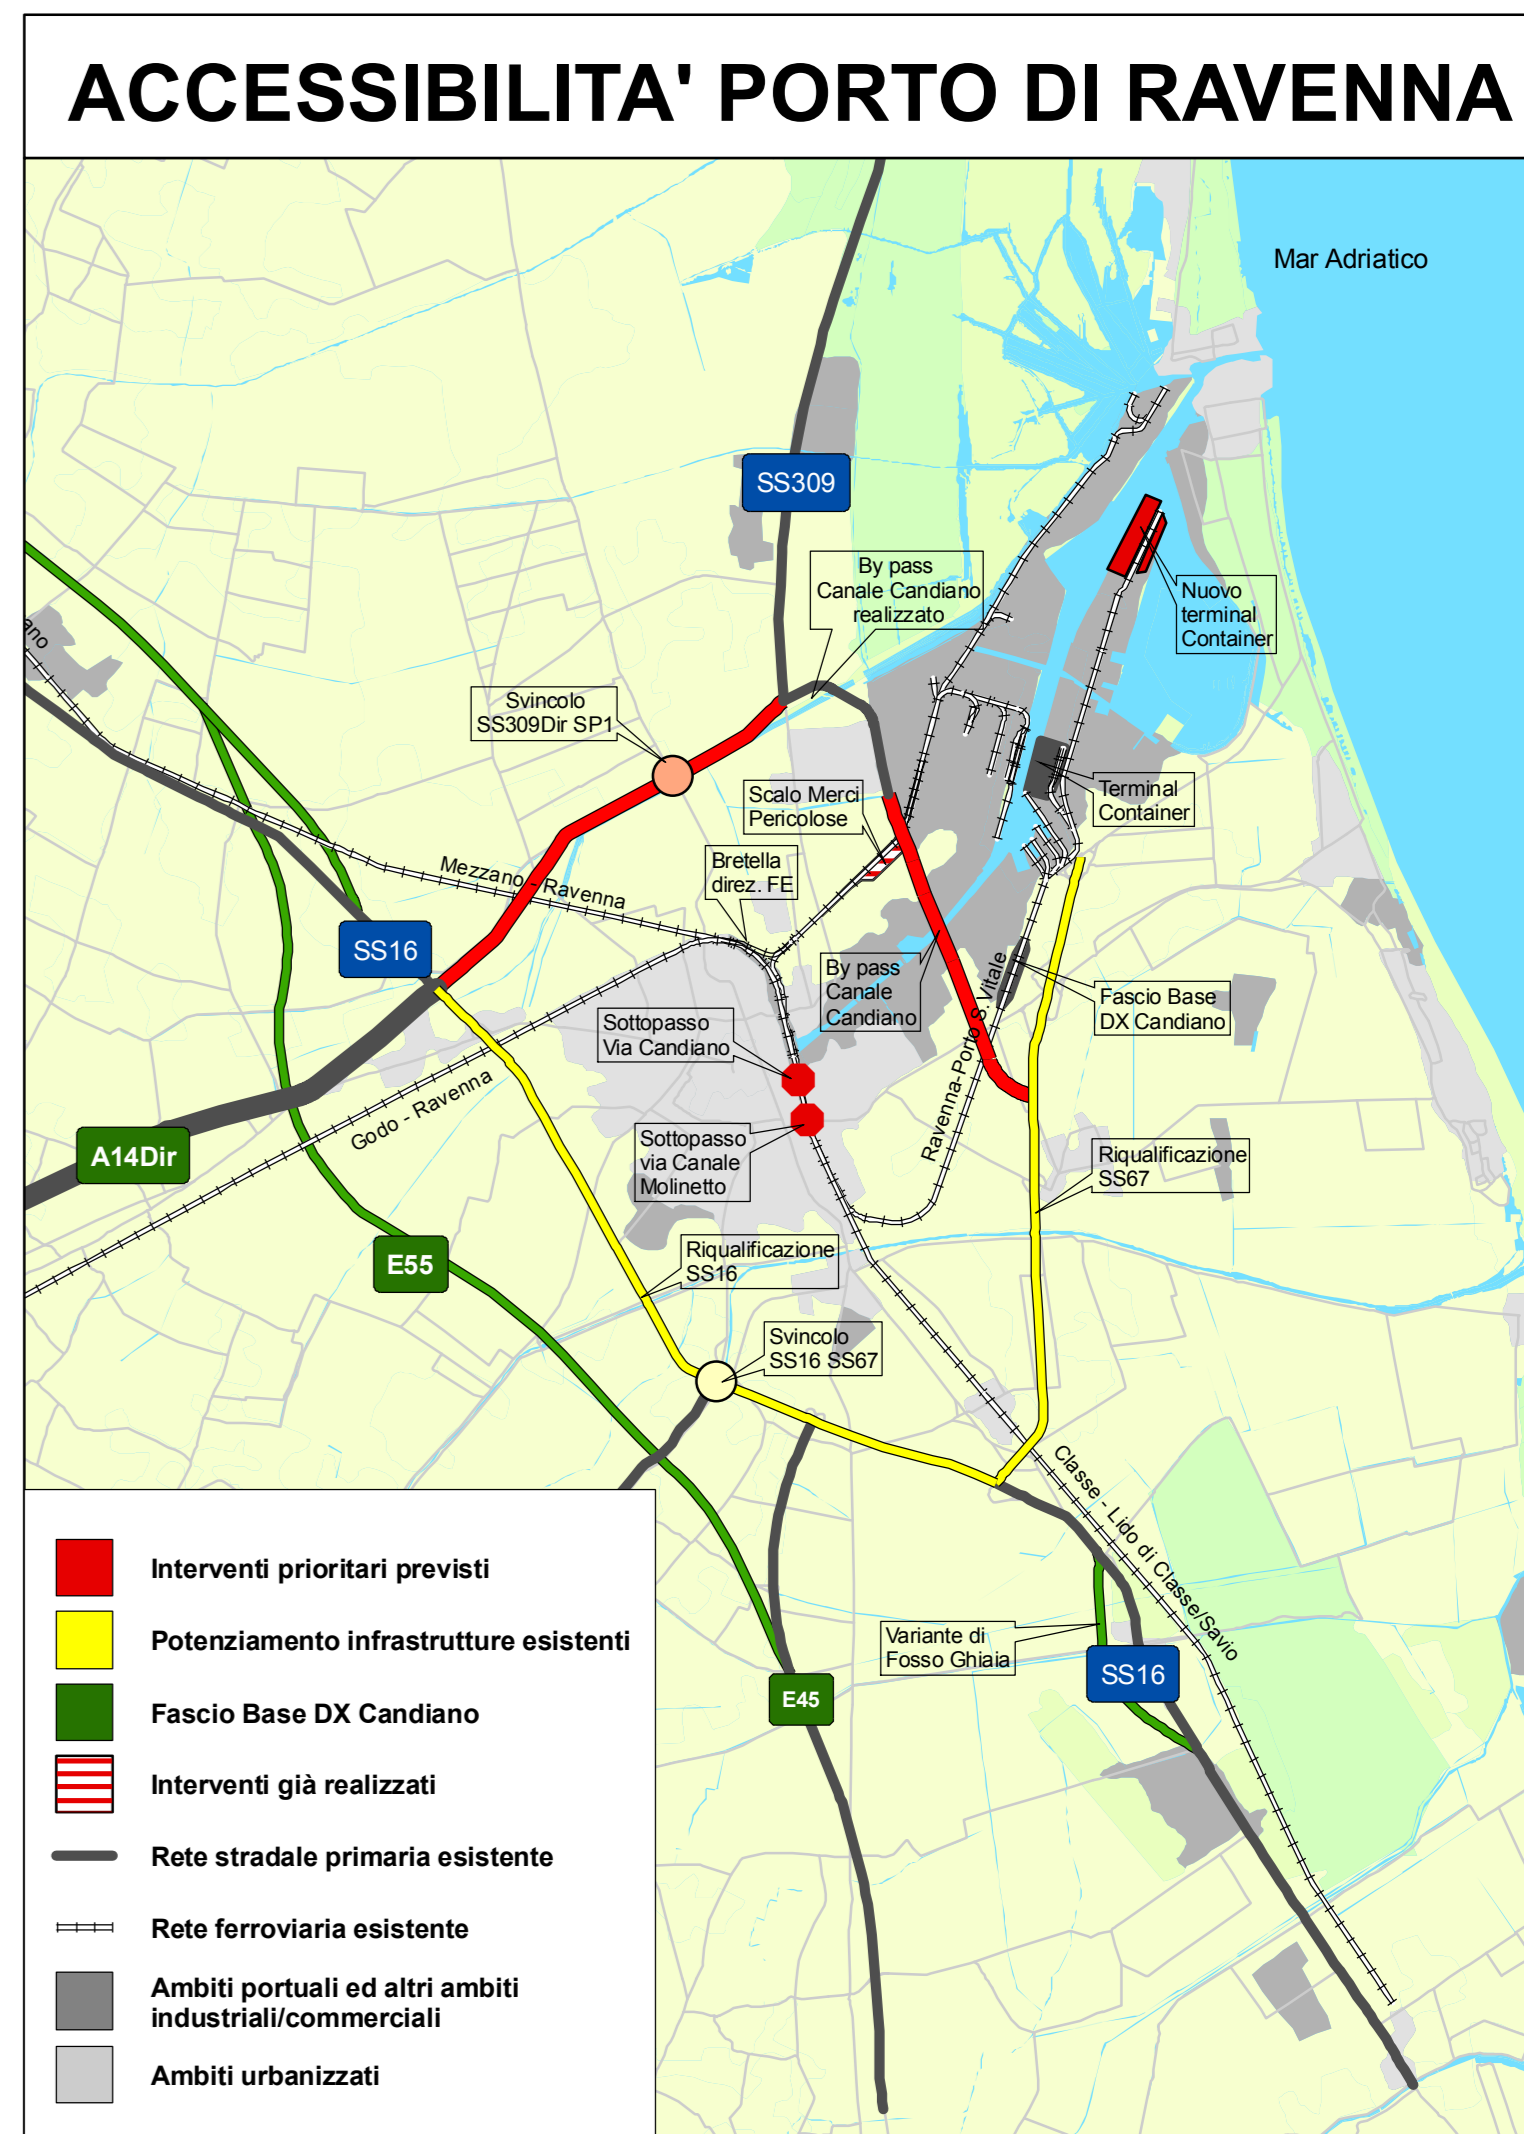 ACCESSIBILITA' PORTO DI RAVENNA
Mar Adriatico
SS309
By pass
Canale Candiano
realizzato
Nuovo
terminal
Container
ano
Svincolo
SS309Dir SP1
Scalo Merci
Pericolose
Terminal
Container
Bretella
direz. FE
Mezzano - Ravenna
SS16
By pass
Canale
Candiano
Fascio Base
DX Candiano
Sottopasso
Via Candiano
Ravenna-Porto S. Vitale
Godo - Ravenna
A14Dir
Sottopasso
via Canale
Molinetto
Riqualificazione
SS67
E55
Riqualificazione
SS16
Svincolo
SS16 SS67
Classe - Lido di Classe/Savio
Variante di
Fosso Ghiaia
SS16
E45
Interventi prioritari previsti
Potenziamento infrastrutture esistenti
Fascio Base DX Candiano
Interventi già realizzati
Rete stradale primaria esistente
Rete ferroviaria esistente
Ambiti portuali ed altri ambiti
industriali/commerciali
Ambiti urbanizzati